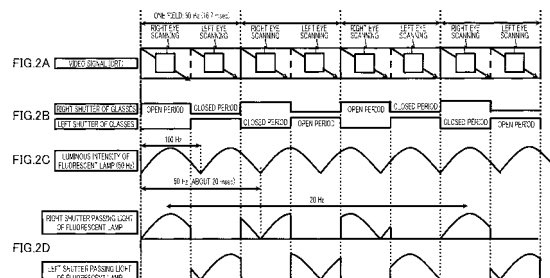 ONE FIELD: 60 Hz (16.7 msec)
RIGHT EYE SCANNING
LEFT EYE SCANNING
RIGHT EYE SCANNING
LEFT EYE SCANNING
RIGHT EYE SCANNING
LEFT EYE SCANNING
RIGHT EYE SCANNING
LEFT EYE SCANNING
FIG.2A
VIDEO SIGNAL (CRT)
FIG.2B
RIGHT SHUTTER OF GLASSES
OPEN PERIOD
CLOSED PERIOD
OPEN PERIOD
CLOSED PERIOD
LEFT SHUTTER OF GLASSES
CLOSED PERIOD
OPEN PERIOD
CLOSED PERIOD
OPEN PERIOD
100 Hz
FIG.2C
LUMINOUS INTENSITY OF
FLUORESCENT LAMP (50 Hz)
50 Hz (ABOUT 20 msec)
20 Hz
RIGHT SHUTTER PASSING LIGHT
OF FLUORESCENT LAMP
FIG.2D
LEFT SHUTTER PASSING LIGHT
OF FLUORESCENT LAMP